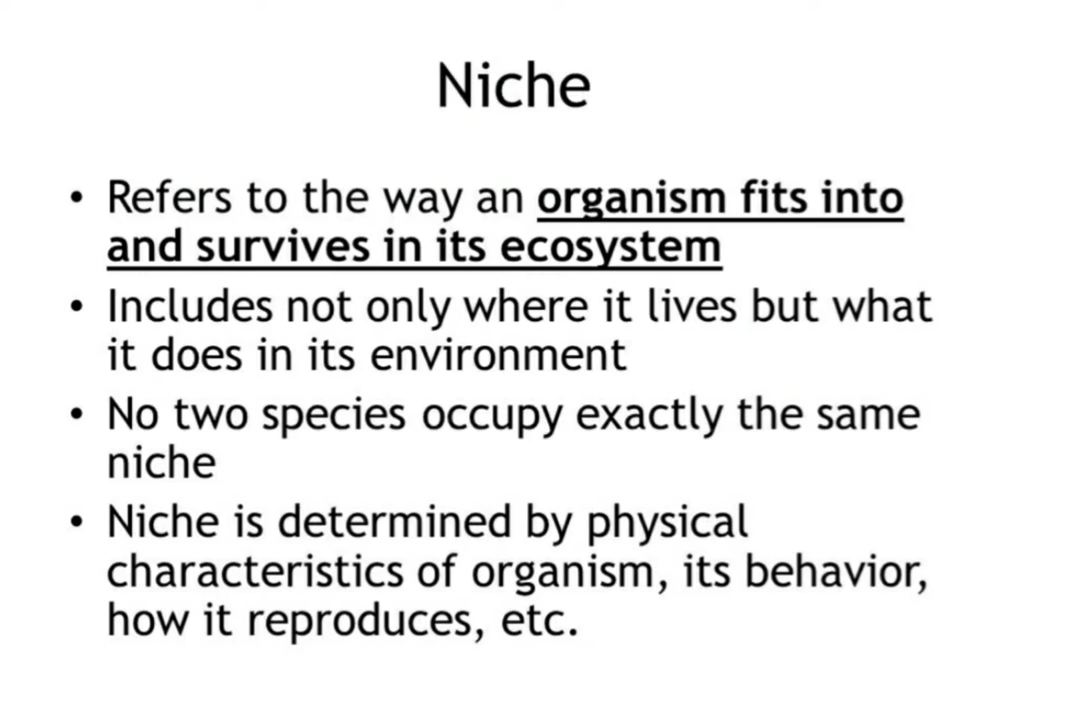 Niche
• Refers to the way an organism fits into
and survives in its ecosystem
• Includes not only where it lives but what
it does in its environment
• No two species occupy exactly the same
niche
• Niche is determined by physical
characteristics of organism, its behavior,
how it reproduces, etc.